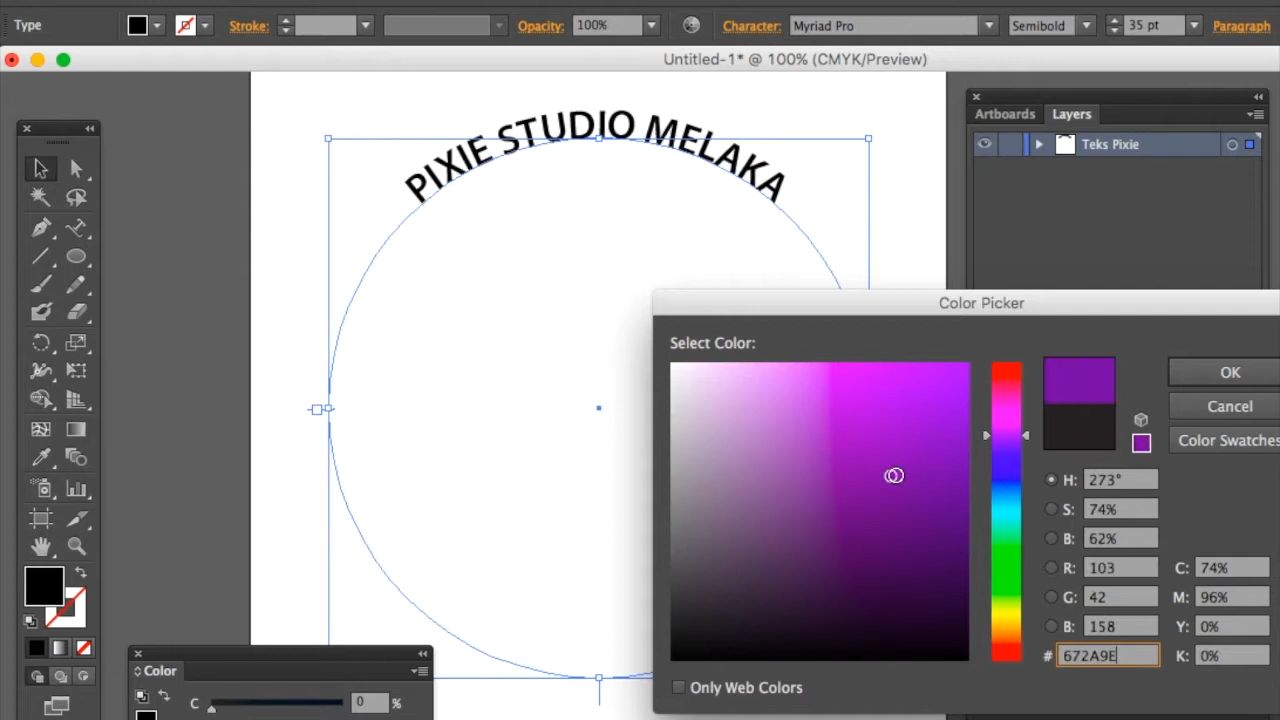 Type
Stroke:
Opacity: 100%
Character: Myriad Pro
Semibold
35 pt
Paragraph
Untitled-1* @ 100% (CMYK/Preview)
Artboards Layers
Teks Pixie
PIXIE STUDIO MELAKA
Color Picker
Select Color:
OK
Cancel
Color Swatches
H: 273°
S: 74%
B: 62%
R: 103 C: 74%
G: 42 M: 96%
B: 158 Y: 0%
# 672A9E K: 0%
Only Web Colors
Color
C 0 %